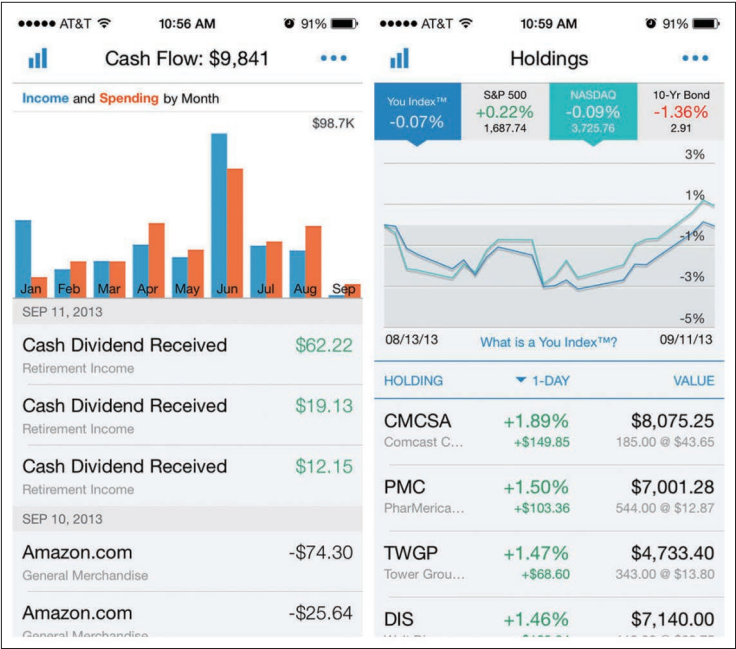 AT&T 10:56 AM 91%
Cash Flow: $9,841
Income and Spending by Month
$98.7K
Jan Feb Mar Apr May Jun Jul Aug Sep
SEP 11, 2013
Cash Dividend Received $62.22
Retirement Income
Cash Dividend Received $19.13
Retirement Income
Cash Dividend Received $12.15
Retirement Income
SEP 10, 2013
Amazon.com -$74.30
General Merchandise
Amazon.com -$25.64
General Merchandise
AT&T 10:59 AM 91%
Holdings
You Index™ S&P 500 NASDAQ 10-Yr Bond
-0.07% +0.22% -0.09% -1.36%
1,687.74 3,725.76 2.91
3%
1%
-1%
-3%
-5%
08/13/13 What is a You Index™? 09/11/13
HOLDING 1-DAY VALUE
CMCSA +1.89% $8,075.25
Comcast C... +$149.85 185.00 @ $43.65
PMC +1.50% $7,001.28
PharMerica... +$103.36 544.00 @ $12.87
TWGP +1.47% $4,733.40
Tower Grou... +$68.60 343.00 @ $13.80
DIS +1.46% $7,140.00